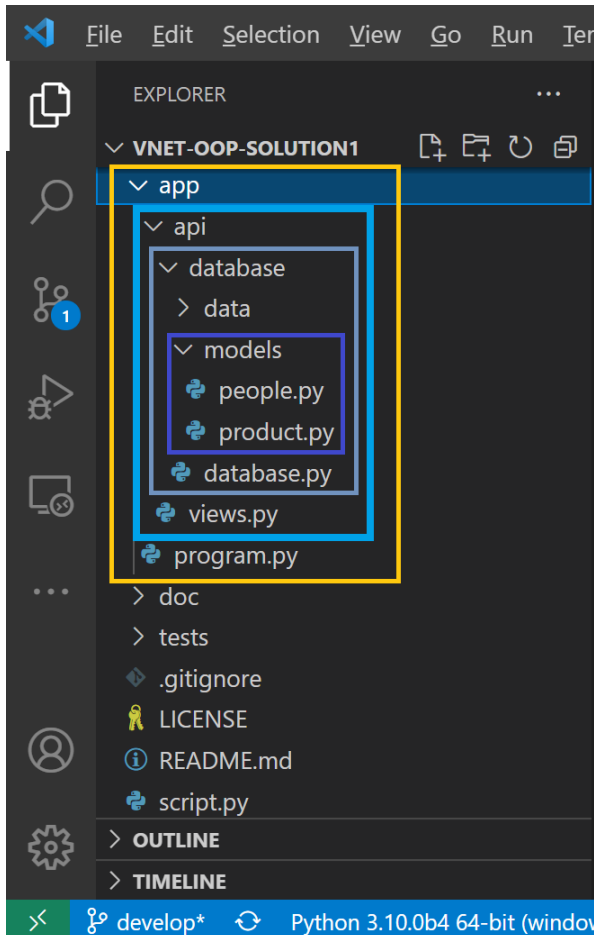 File Edit Selection View Go Run Ter
EXPLORER
VNET-OOP-SOLUTION1
app
api
database
data
models
people.py
product.py
database.py
views.py
program.py
doc
tests
.gitignore
LICENSE
README.md
script.py
OUTLINE
TIMELINE
1
develop* Python 3.10.0b4 64-bit (window